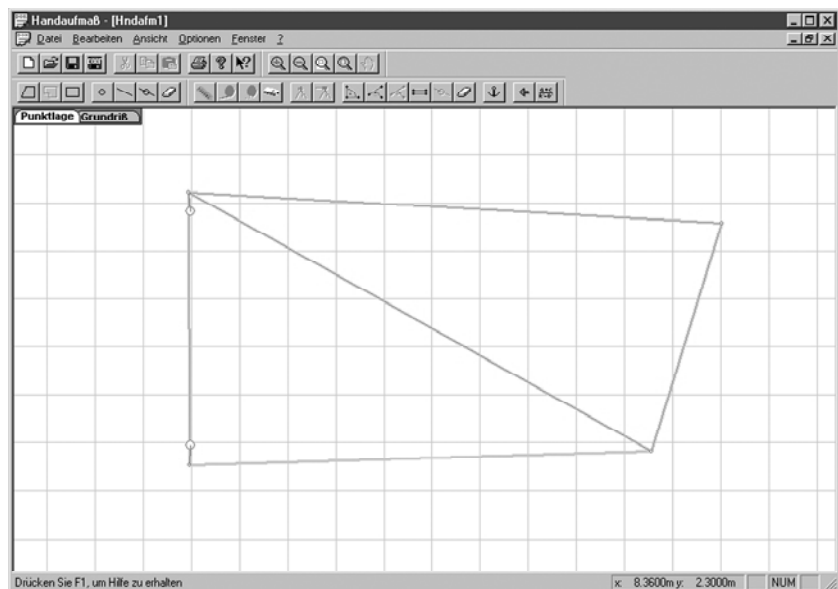 Handaufmaß - [Hndafm1]
Datei Bearbeiten Ansicht Optionen Fenster ?
Punktlage Grundriß
Drücken Sie F1, um Hilfe zu erhalten
x: 8.3600m y: 2.3000m NUM